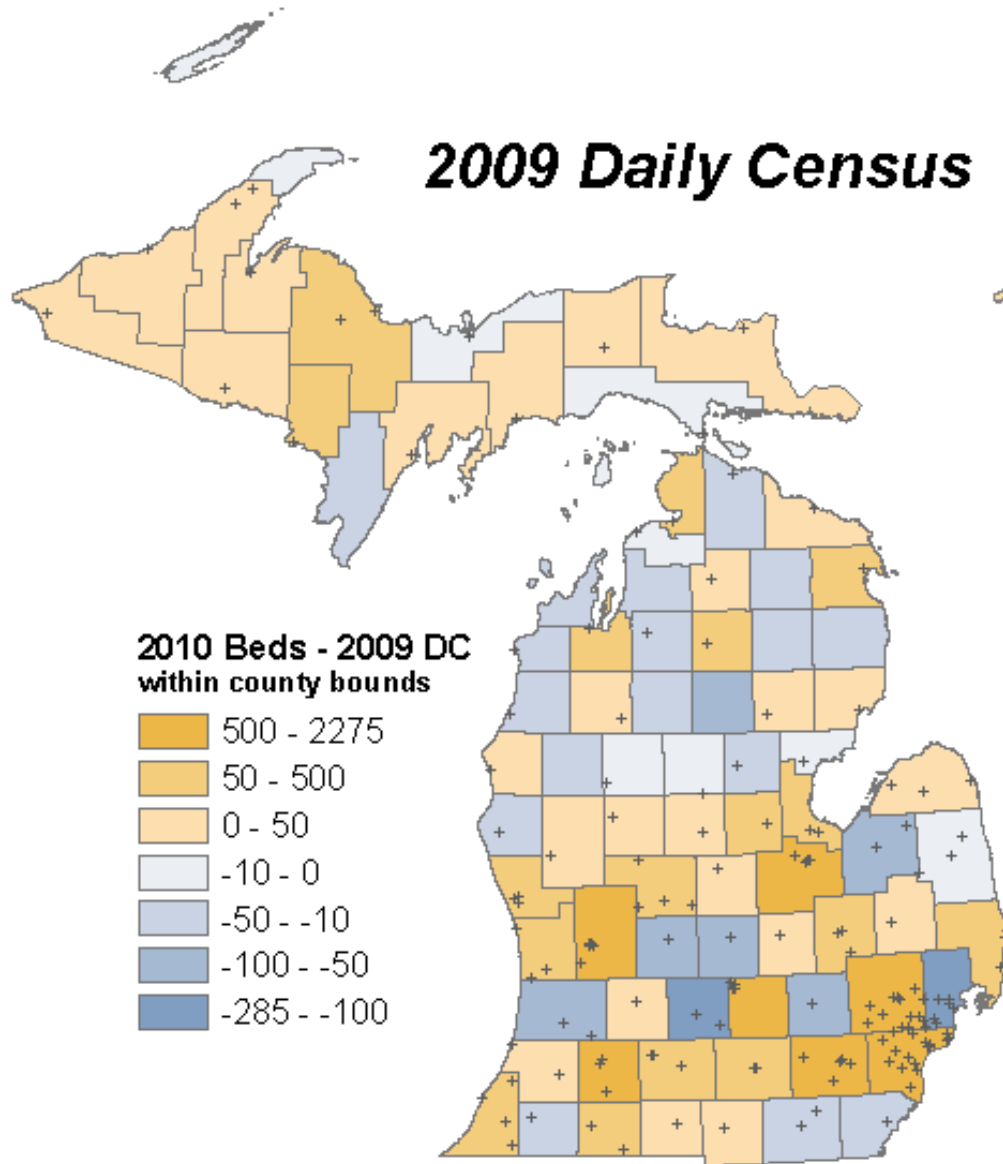 2009 Daily Census
2010 Beds - 2009 DC
within county bounds
500 - 2275
50 - 500
0 - 50
-10 - 0
-50 - -10
-100 - -50
-285 - -100